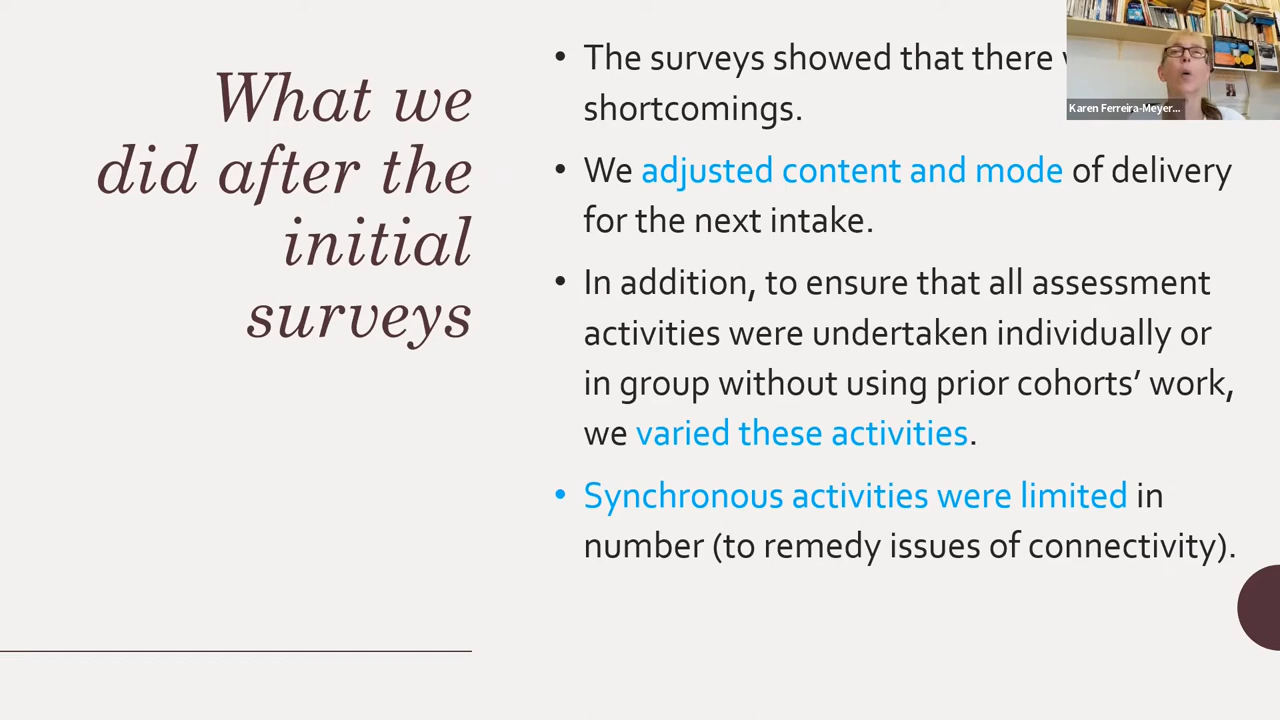 What we
did after the
initial
surveys
• The surveys showed that there
shortcomings.
• We adjusted content and mode of delivery
for the next intake.
• In addition, to ensure that all assessment
activities were undertaken individually or
in group without using prior cohorts’ work,
we varied these activities.
• Synchronous activities were limited in
number (to remedy issues of connectivity).
Karen Ferreira-Meyer...